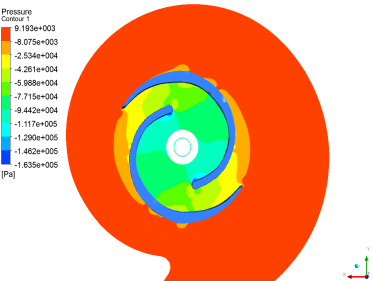 Pressure
Contour 1
9.193e+003
-8.075e+003
-2.534e+004
-4.261e+004
-5.988e+004
-7.715e+004
-9.442e+004
-1.117e+005
-1.290e+005
-1.462e+005
-1.635e+005
[Pa]
Y
X